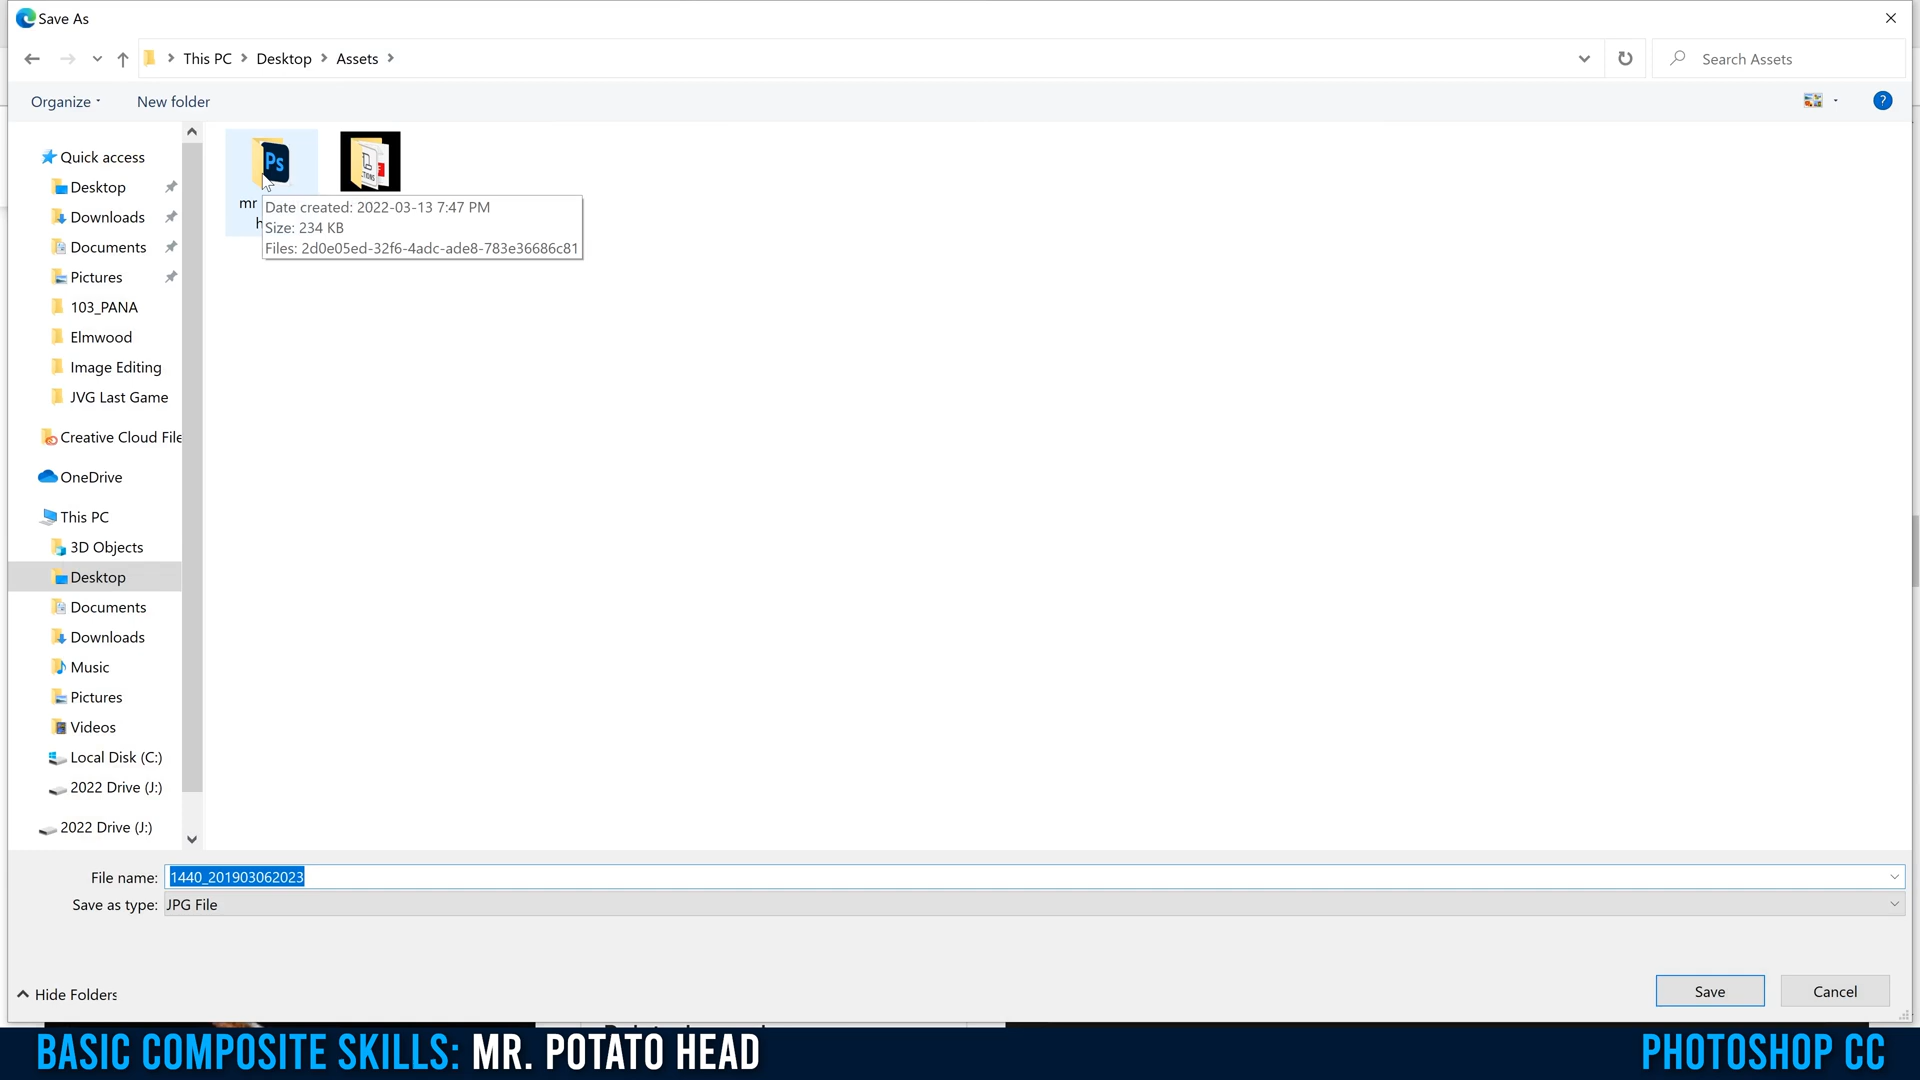 Save As
This PC
Desktop
Assets
Search Assets
Organize
New folder
?
Quick access
Desktop
Downloads
Documents
Pictures
103_PANA
Elmwood
Image Editing
JVG Last Game
Creative Cloud File
OneDrive
This PC
3D Objects
Desktop
Documents
Downloads
Music
Pictures
Videos
Local Disk (C:)
2022 Drive (J:)
2022 Drive (J:)
Ps
mr
h
Date created: 2022-03-13 7:47 PM
Size: 234 KB
Files: 2d0e05ed-32f6-4adc-ade8-783e36686c81
File name: 1440_201903062023
Save as type: JPG File
Hide Folders
Save
Cancel
BASIC COMPOSITE SKILLS: MR. POTATO HEAD
PHOTOSHOP CC